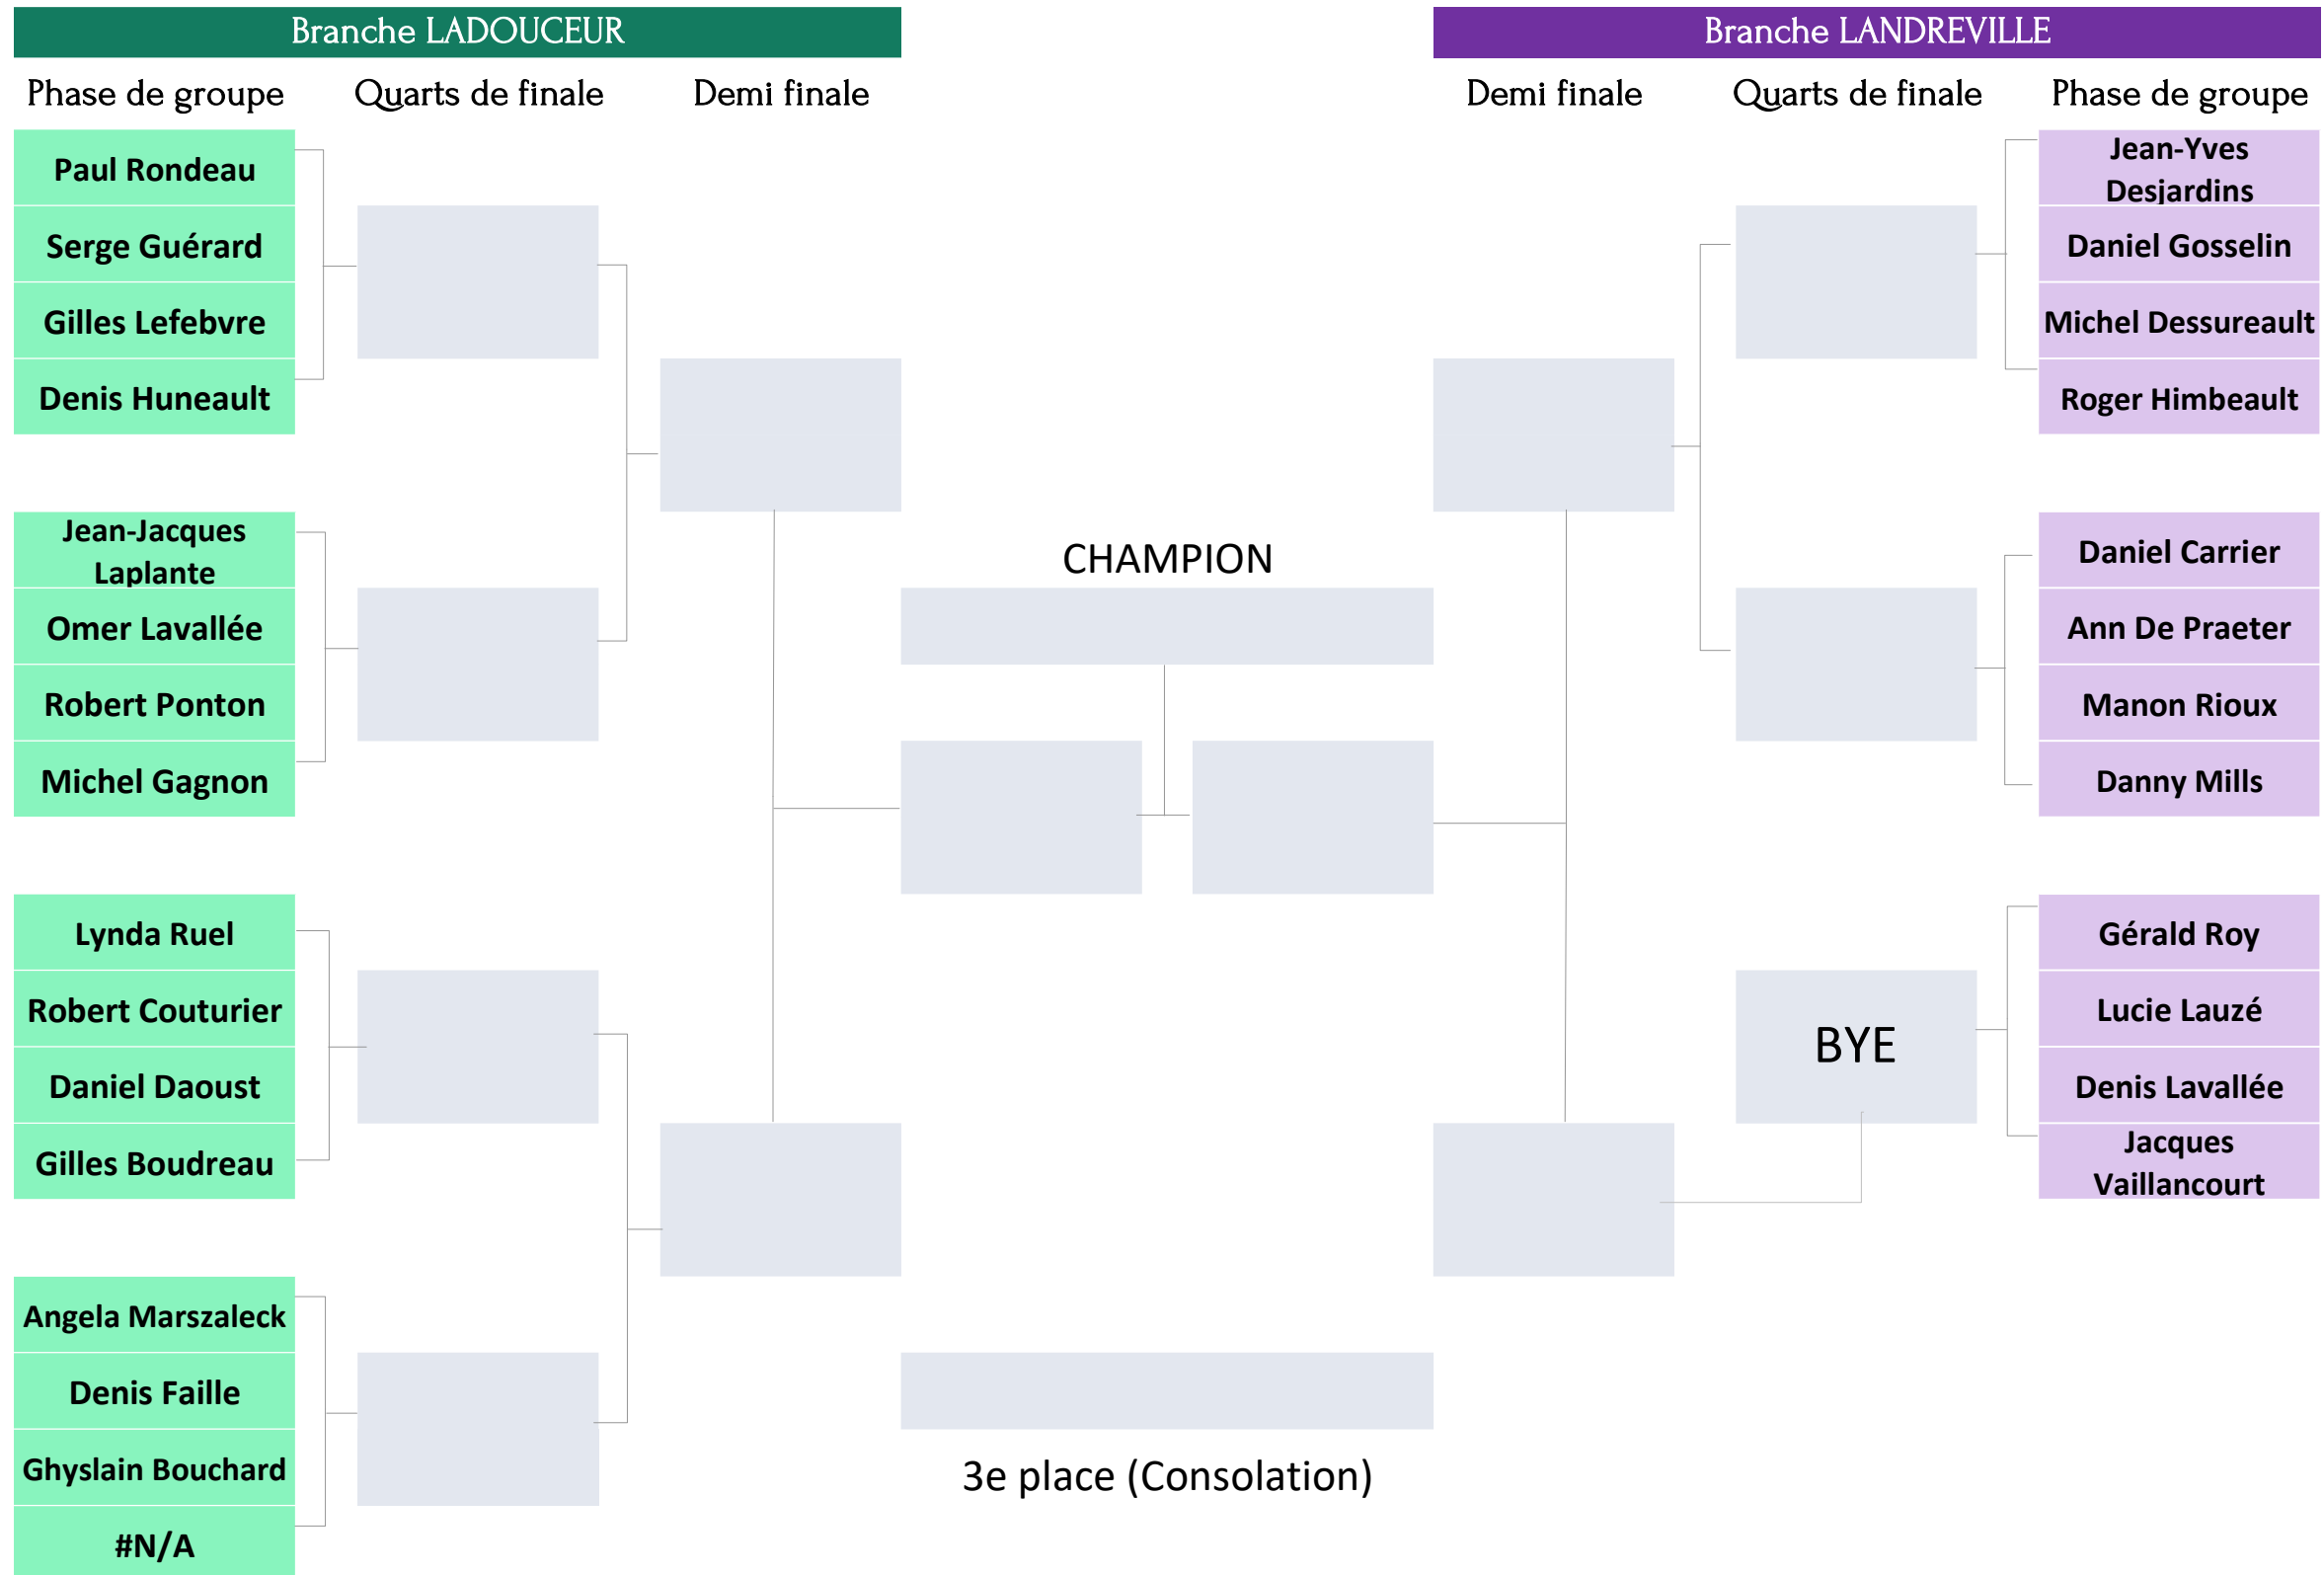 Branche LADOUCEUR
Branche LANDREVILLE
Phase de groupe
Quarts de finale
Demi finale
Demi finale
Quarts de finale
Phase de groupe
Paul Rondeau
Serge Guérard
Gilles Lefebvre
Denis Huneault
Jean-Jacques
Laplante
Omer Lavallée
Robert Ponton
Michel Gagnon
Lynda Ruel
Robert Couturier
Daniel Daoust
Gilles Boudreau
Angela Marszaleck
Denis Faille
Ghyslain Bouchard
#N/A
CHAMPION
3e place (Consolation)
BYE
Jean-Yves
Desjardins
Daniel Gosselin
Michel Dessureault
Roger Himbeault
Daniel Carrier
Ann De Praeter
Manon Rioux
Danny Mills
Gérald Roy
Lucie Lauzé
Denis Lavallée
Jacques
Vaillancourt